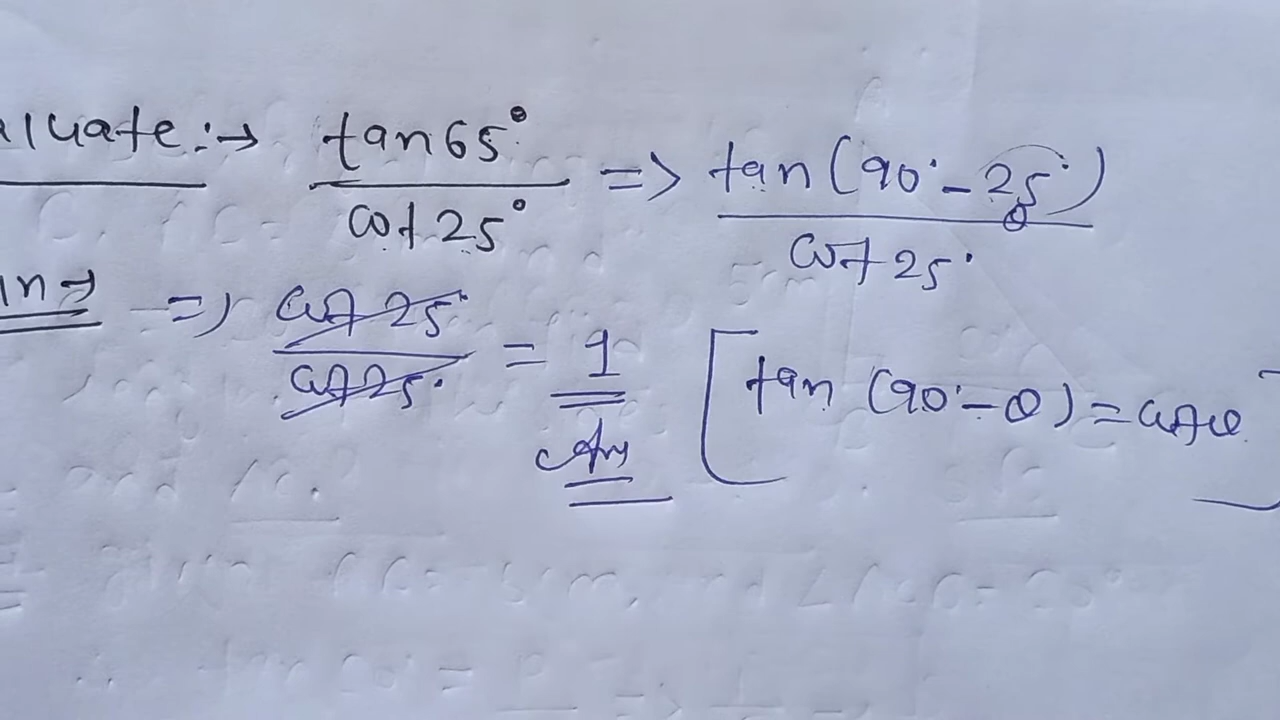 aluate:→ tan65° / cot25° => tan(90°-25°) / cot25°
ln→ => cot25° / cot25° = 1 [tan(90°-θ)=cotθ]
Ans